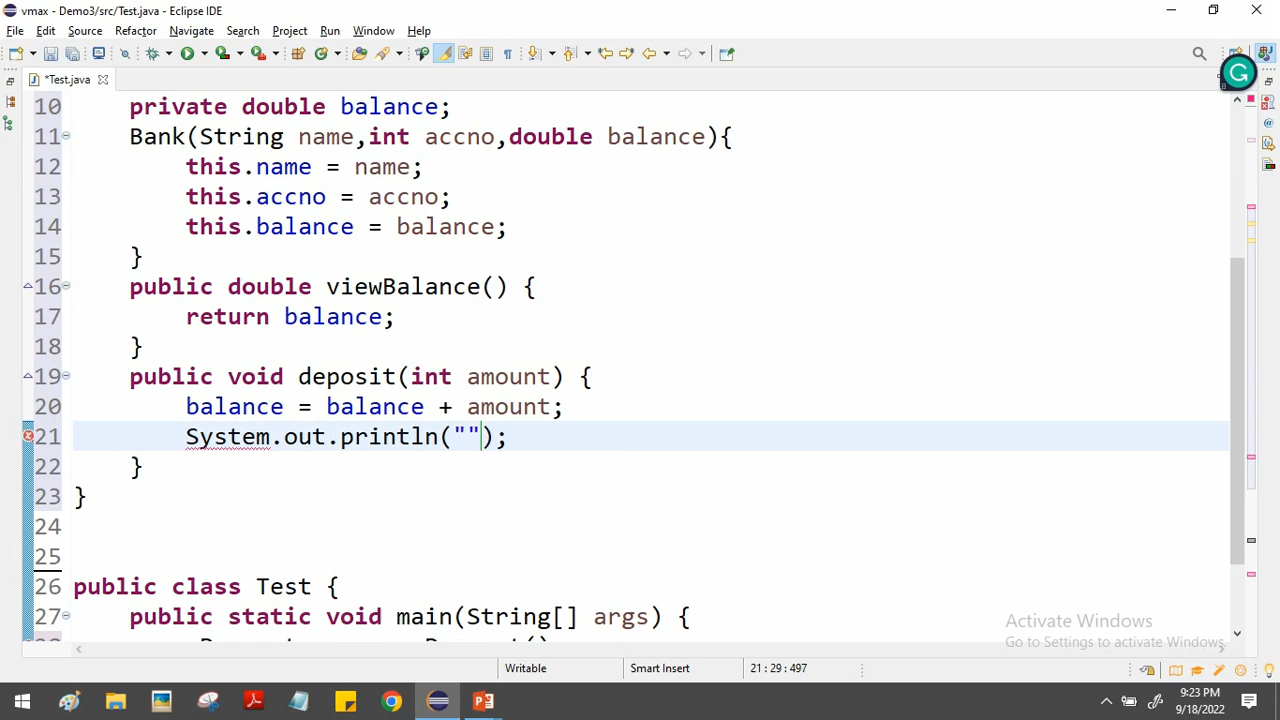 vmax - Demo3/src/Test.java - Eclipse IDE
File Edit Source Refactor Navigate Search Project Run Window Help
*Test.java
10 private double balance;
11 Bank(String name,int accno,double balance){
12 this.name = name;
13 this.accno = accno;
14 this.balance = balance;
15 }
16 public double viewBalance() {
17 return balance;
18 }
19 public void deposit(int amount) {
20 balance = balance + amount;
21 System.out.println("");
22 }
23 }
24
25
26 public class Test {
27 public static void main(String[] args) {
Activate Windows
Go to Settings to activate Windows.
Writable Smart Insert 21 : 29 : 497
9:23 PM
9/18/2022